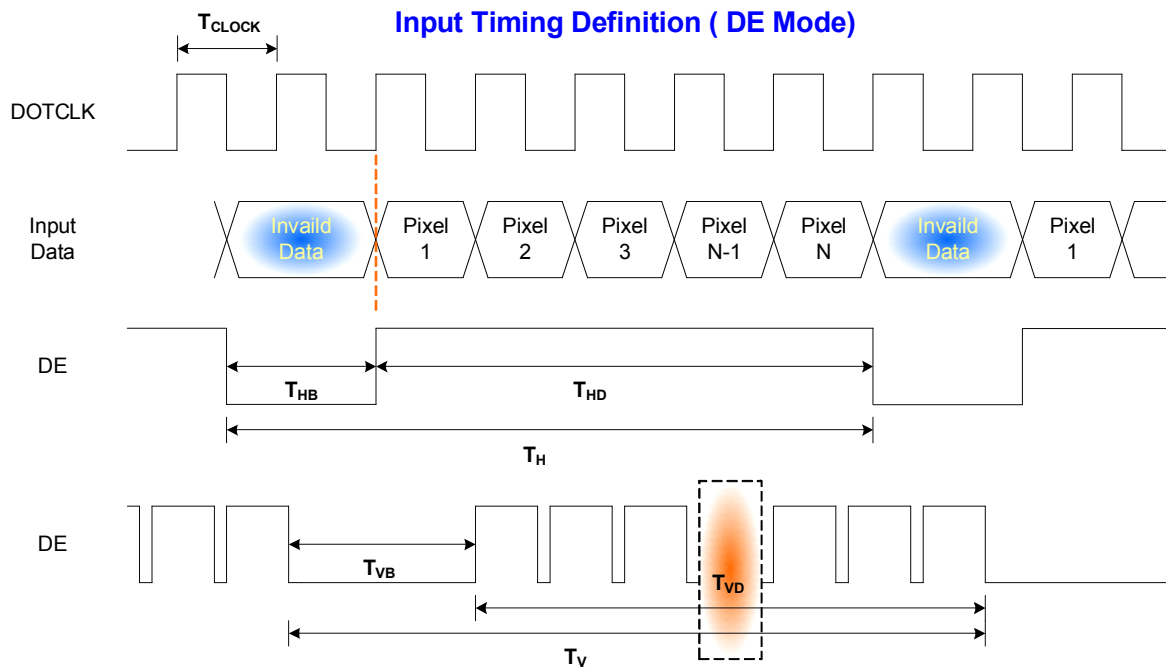 Input Timing Definition ( DE Mode)
TCLOCK
DOTCLK
Input
Data
Invaild
Data
Pixel
1
Pixel
2
Pixel
3
Pixel
N-1
Pixel
N
Invaild
Data
Pixel
1
DE
THB
THD
TH
DE
TVB
TVD
TV